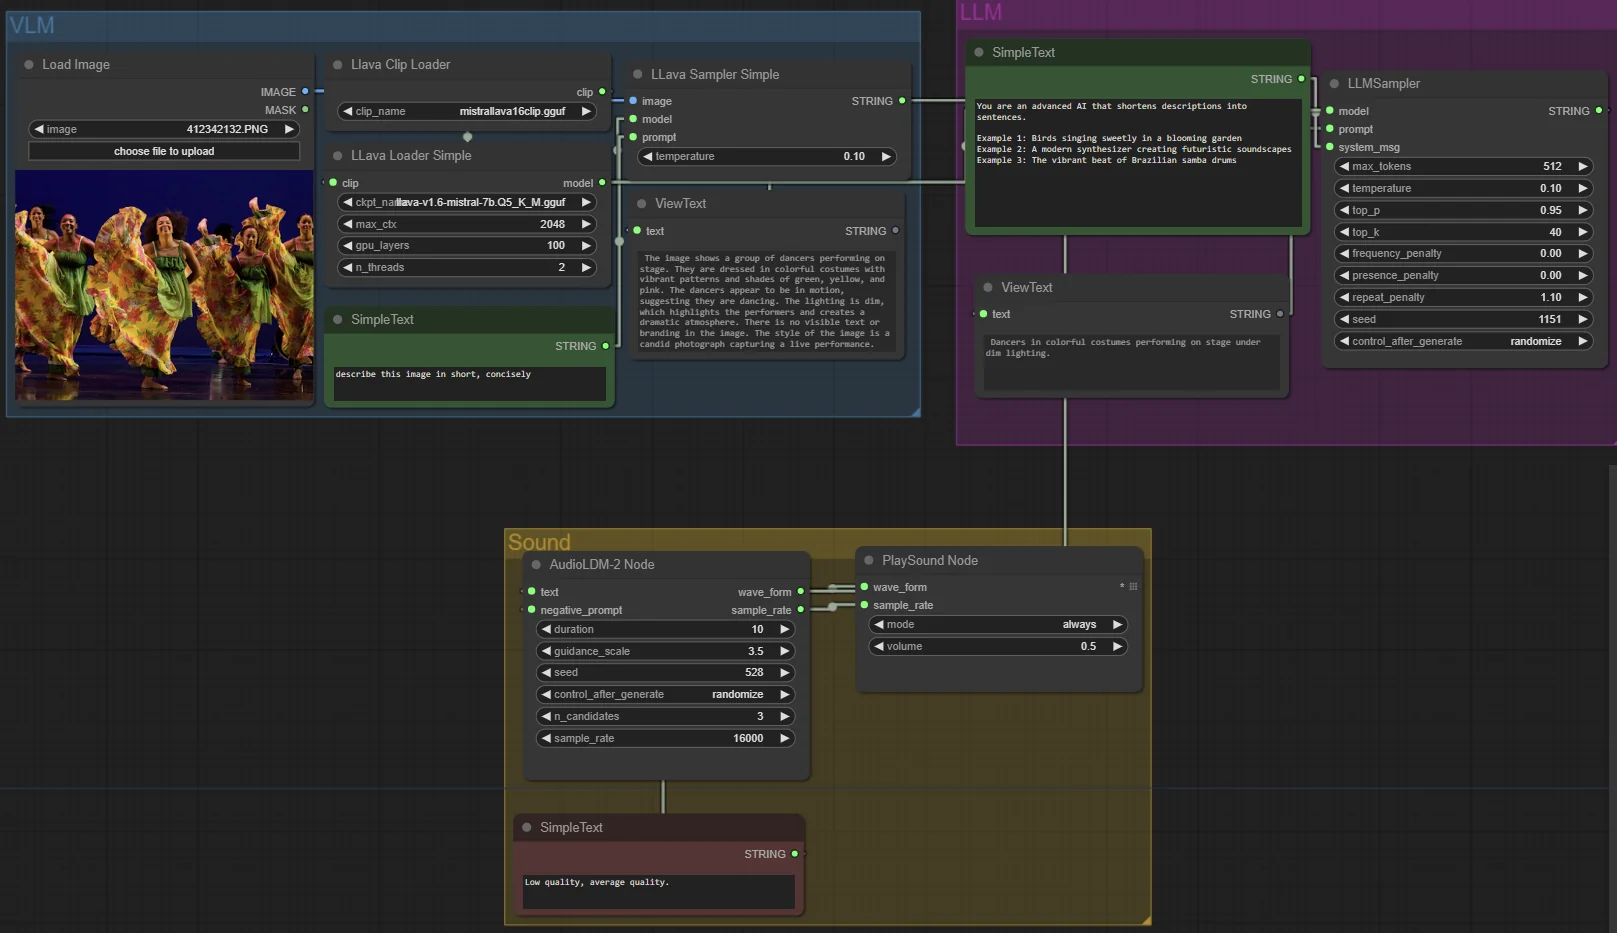 VLM
Load Image
IMAGE
MASK
image 412342132.PNG
choose file to upload
Llava Clip Loader
clip
clip_name mistrallava16clip.gguf
LLava Loader Simple
clip model
llava-v1.6-mistral-7b.Q5_K_M.gguf
max_ctx 2048
gpu_layers 100
n_threads 2
SimpleText
STRING
describe this image in short, concisely
LLava Sampler Simple
image STRING
model
prompt
temperature 0.10
ViewText
text STRING
The image shows a group of dancers performing on
stage. They are dressed in colorful costumes with
vibrant patterns and shades of green, yellow, and
pink. The dancers appear to be in motion,
suggesting they are dancing. The lighting is dim,
which highlights the performers and creates a
dramatic atmosphere. There is no visible text or
branding in the image. The style of the image is a
candid photograph capturing a live performance.
LLM
SimpleText
STRING
You are an advanced AI that shortens descriptions into
sentences.
Example 1: Birds singing sweetly in a blooming garden
Example 2: A modern synthesizer creating futuristic soundscapes
Example 3: The vibrant beat of Brazilian samba drums
ViewText
text STRING
Dancers in colorful costumes performing on stage under
dim lighting.
LLMSampler
model STRING
prompt
system_msg
max_tokens 512
temperature 0.10
top_p 0.95
top_k 40
frequency_penalty 0.00
presence_penalty 0.00
repeat_penalty 1.10
seed 1151
control_after_generate randomize
Sound
AudioLDM-2 Node
text wave_form
negative_prompt sample_rate
duration 10
guidance_scale 3.5
seed 528
control_after_generate randomize
n_candidates 3
sample_rate 16000
PlaySound Node
wave_form *
sample_rate
mode always
volume 0.5
SimpleText
STRING
Low quality, average quality.